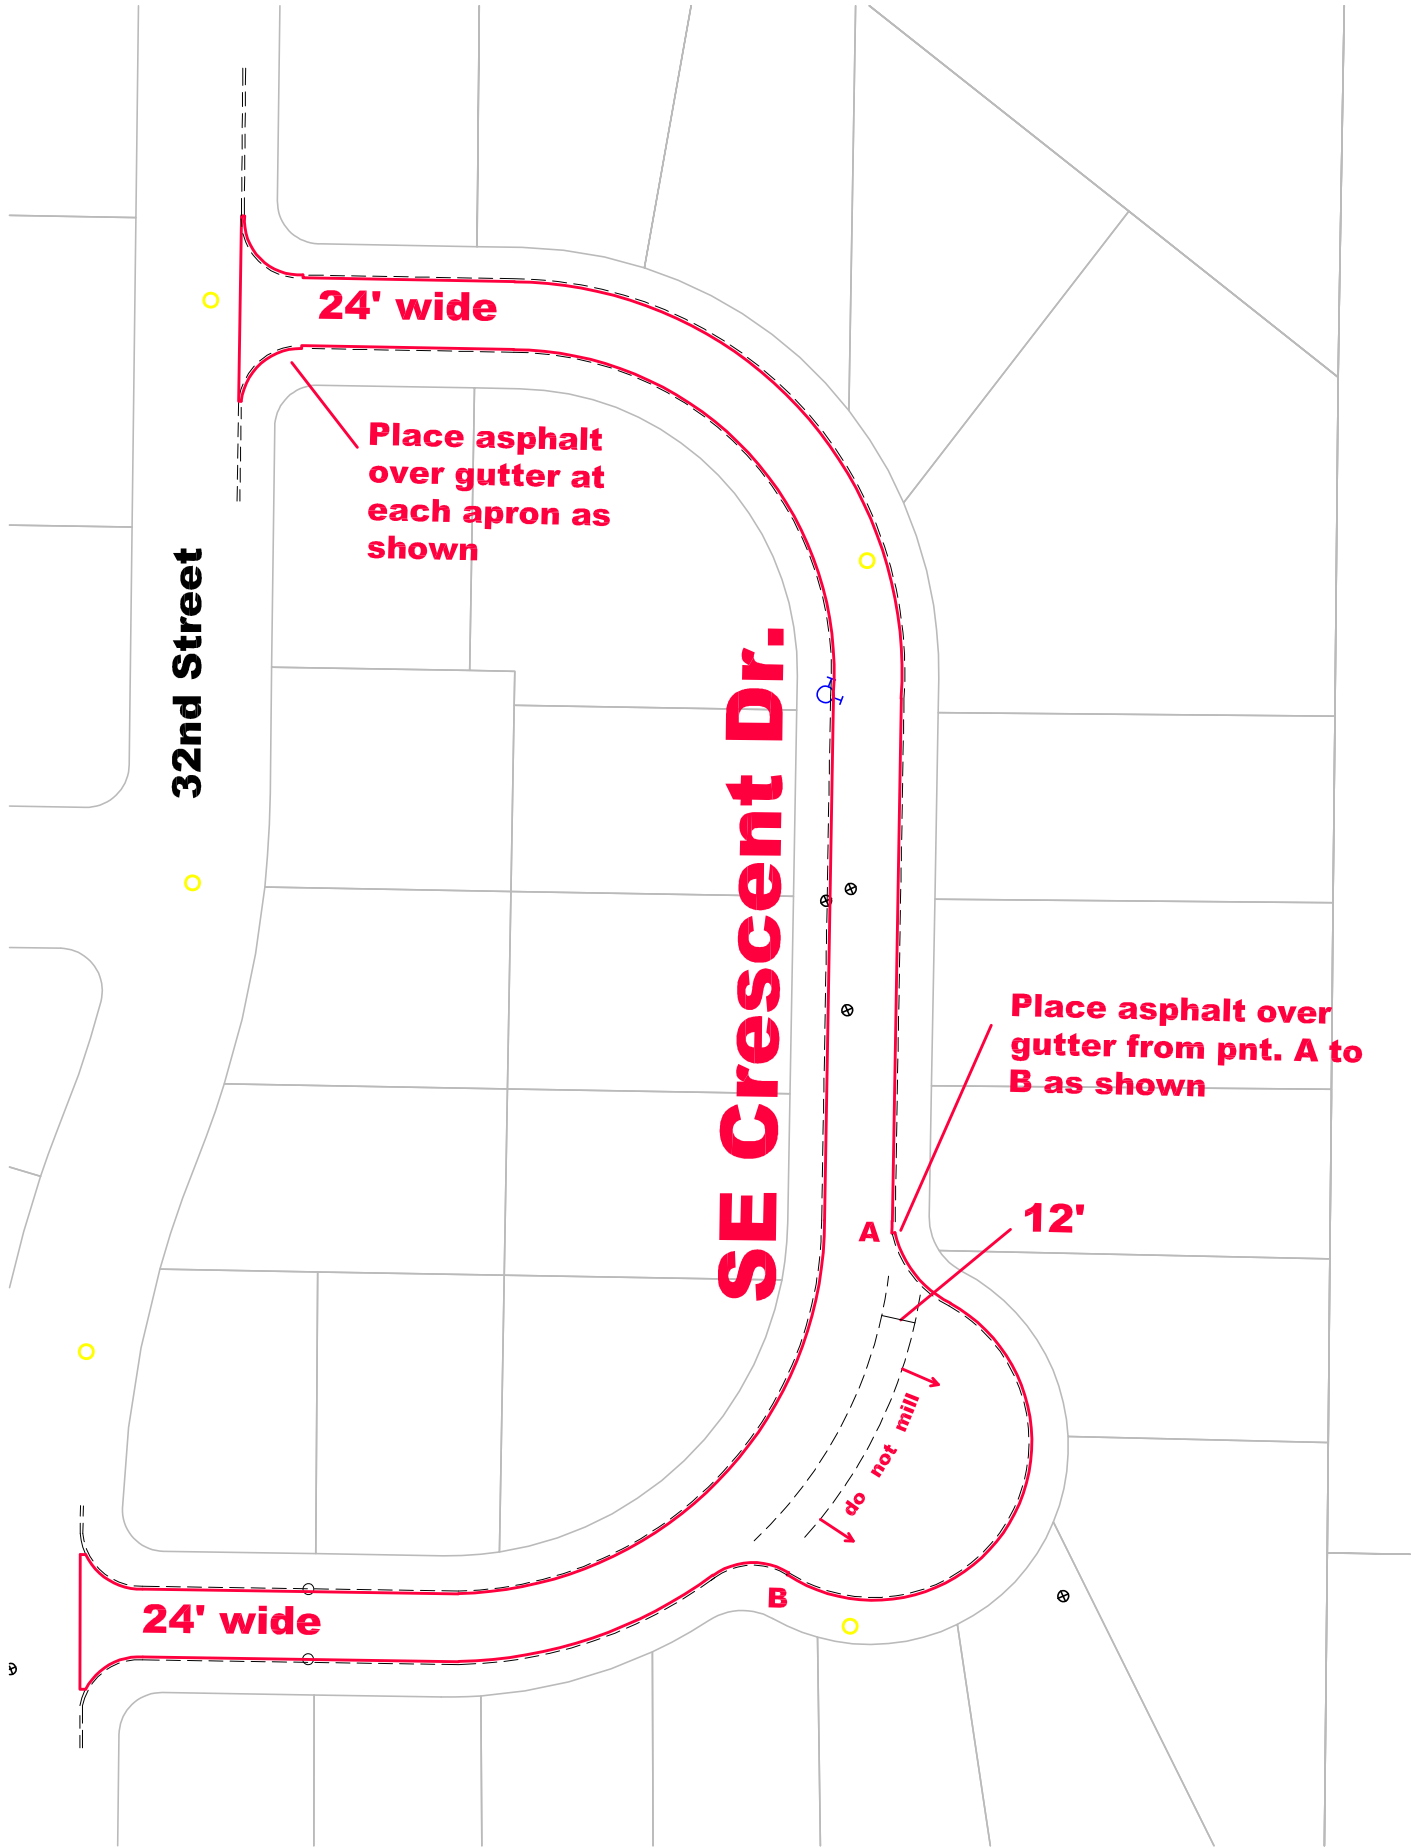 24' wide
Place asphalt
over gutter at
each apron as
shown
32nd Street
SE Crescent Dr.
Place asphalt over
gutter from pnt. A to
B as shown
12'
A
do not mill
B
24' wide